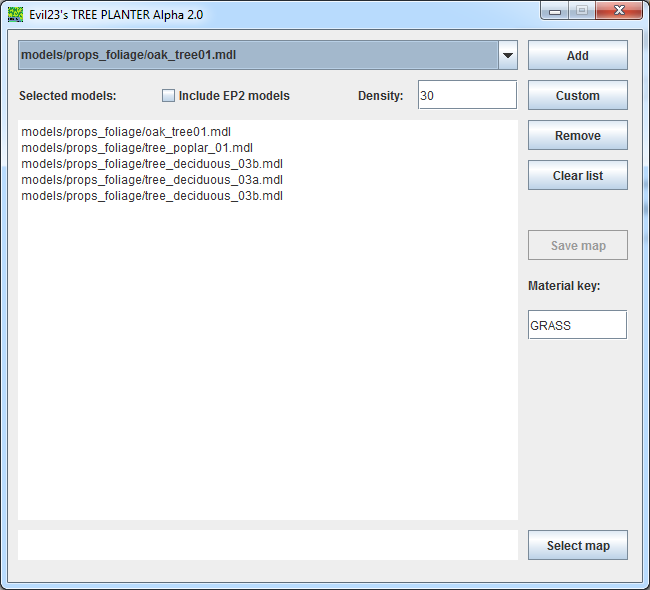 Evil23's TREE PLANTER Alpha 2.0
models/props_foliage/oak_tree01.mdl
Add
Selected models:
Include EP2 models
Density:
30
Custom
models/props_foliage/oak_tree01.mdl
models/props_foliage/tree_poplar_01.mdl
models/props_foliage/tree_deciduous_03b.mdl
models/props_foliage/tree_deciduous_03a.mdl
models/props_foliage/tree_deciduous_03b.mdl
Remove
Clear list
Save map
Material key:
GRASS
Select map